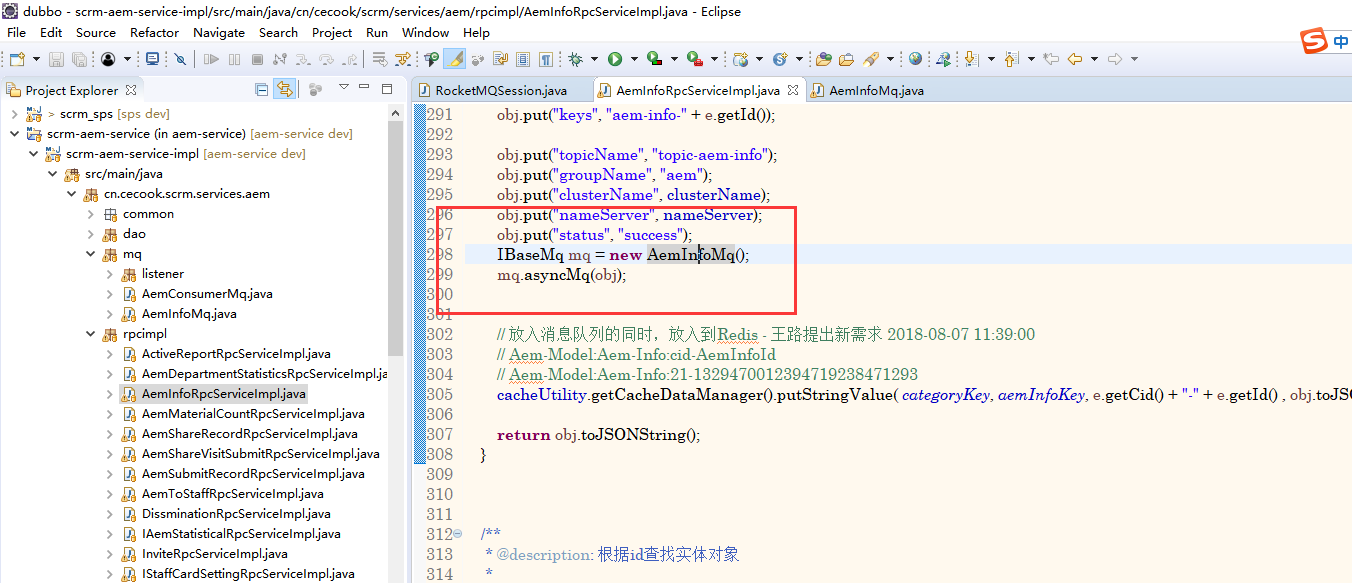 dubbo - scrm-aem-service-impl/src/main/java/cn/cecook/scrm/services/aem/rpcimpl/AemInfoRpcServiceImpl.java - Eclipse
File Edit Source Refactor Navigate Search Project Run Window Help
S 中
Project Explorer
RocketMQSession.java AemInfoRpcServiceImpl.java AemInfoMq.java
> scrm_sps [sps dev]
scrm-aem-service (in aem-service) [aem-service dev]
scrm-aem-service-impl [aem-service dev]
src/main/java
cn.cecook.scrm.services.aem
common
dao
mq
listener
AemConsumerMq.java
AemInfoMq.java
rpcimpl
ActiveReportRpcServiceImpl.java
AemDepartmentStatisticsRpcServiceImpl.ja
AemInfoRpcServiceImpl.java
AemMaterialCountRpcServiceImpl.java
AemShareRecordRpcServiceImpl.java
AemShareVisitSubmitRpcServiceImpl.java
AemSubmitRecordRpcServiceImpl.java
AemToStaffRpcServiceImpl.java
DissminationRpcServiceImpl.java
IAemStatisticalRpcServiceImpl.java
InviteRpcServiceImpl.java
IStaffCardSettingRpcServiceImpl.java
291 obj.put("keys", "aem-info-" + e.getId());
292
293 obj.put("topicName", "topic-aem-info");
294 obj.put("groupName", "aem");
295 obj.put("clusterName", clusterName);
296 obj.put("nameServer", nameServer);
297 obj.put("status", "success");
298 IBaseMq mq = new AemInfoMq();
299 mq.asyncMq(obj);
300
301
302 // 放入消息队列的同时，放入到Redis - 王路提出新需求 2018-08-07 11:39:00
303 // Aem-Model:Aem-Info:cid-AemInfoId
304 // Aem-Model:Aem-Info:21-1329470012394719238471293
305 cacheUtility.getCacheDataManager().putStringValue( categoryKey, aemInfoKey, e.getCid() + "-" + e.getId() , obj.toJSO
306
307 return obj.toJSONString();
308 }
309
310
311
312 /**
313 * @description: 根据id查找实体对象
314 *